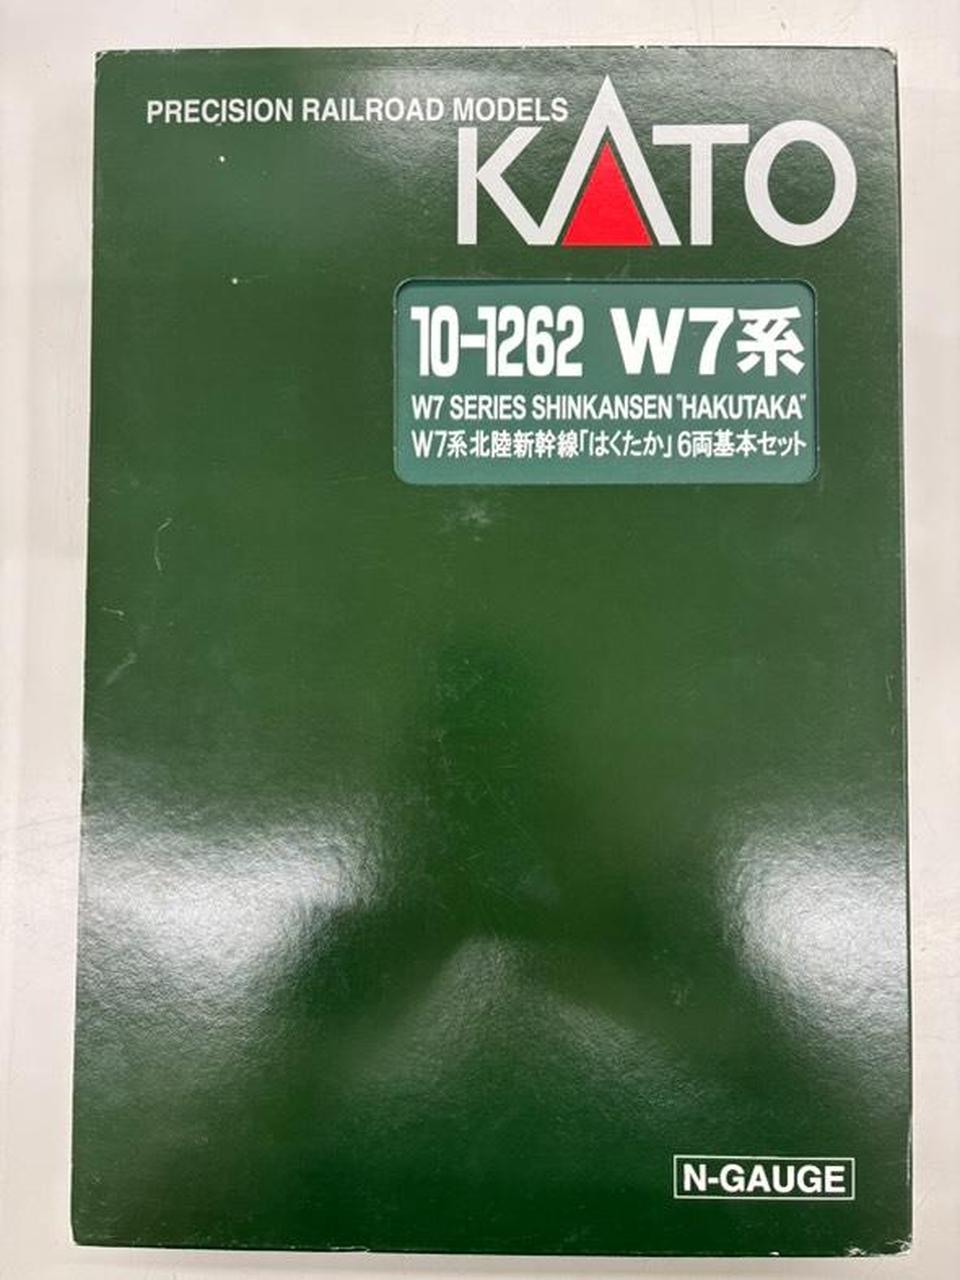 PRECISION RAILROAD MODELS
KATO
10-1262 W7系
W7 SERIES SHINKANSEN "HAKUTAKA"
W7系北陸新幹線「はくたか」6両基本セット
N-GAUGE